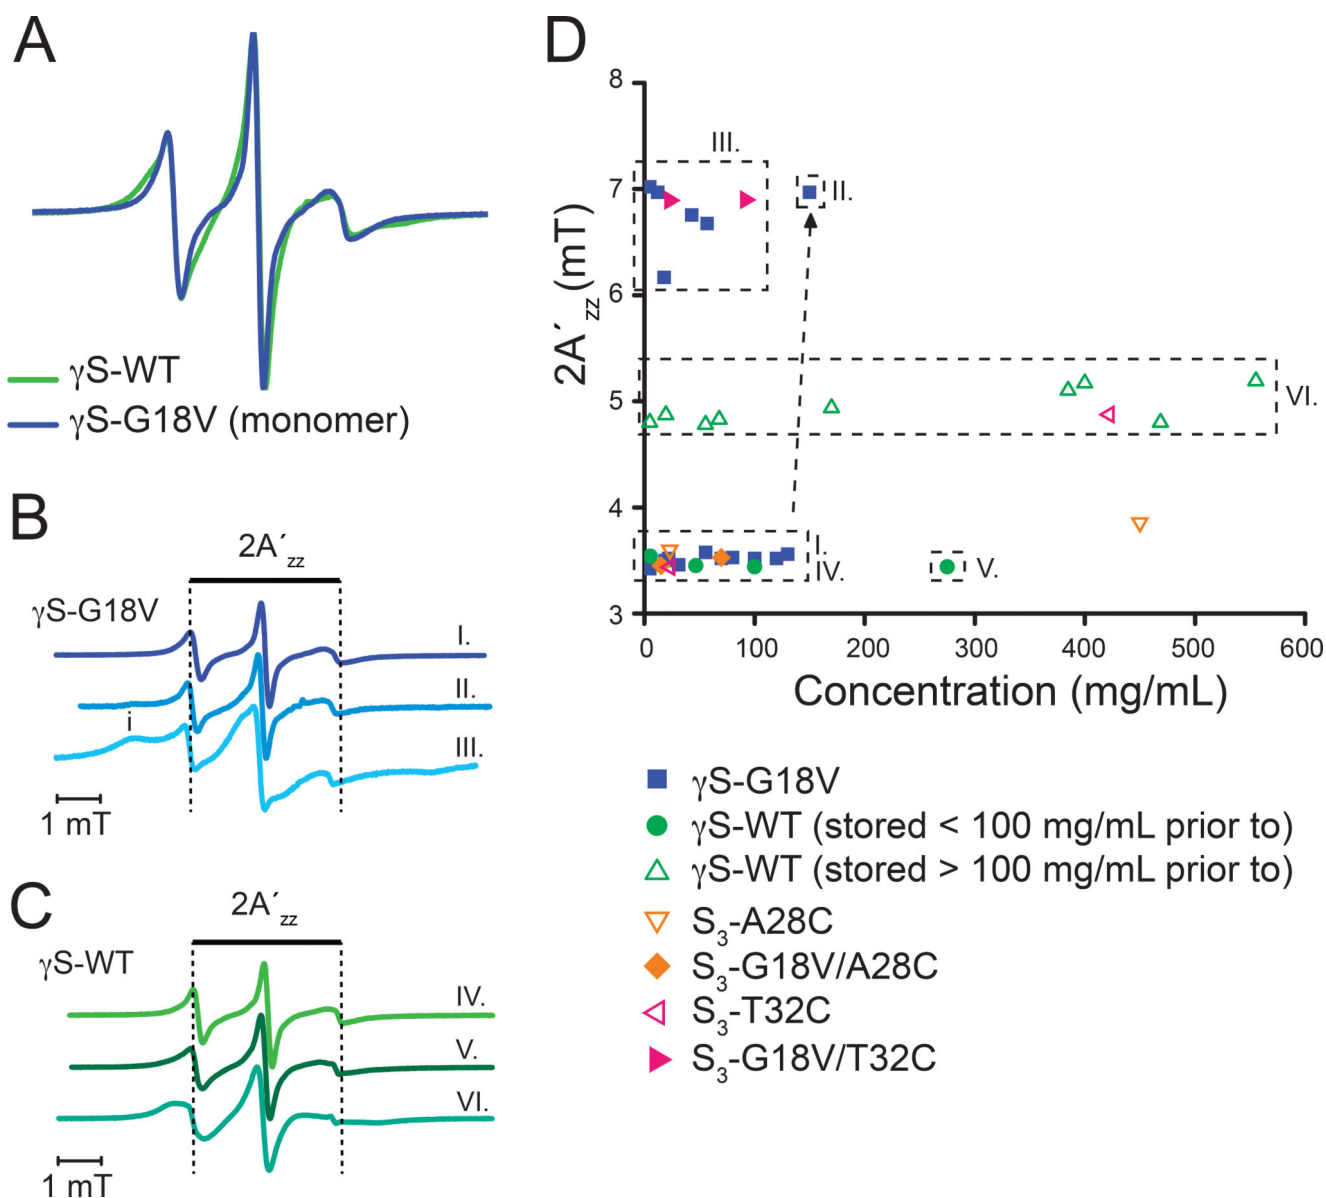 A
γS-WT
γS-G18V (monomer)
B
2A´zz
γS-G18V
I.
II.
i
III.
1 mT
C
2A´zz
γS-WT
IV.
V.
VI.
1 mT
D
8
7
6
5
4
3
2A´zz (mT)
III.
II.
VI.
I.
IV.
V.
0 100 200 300 400 500 600
Concentration (mg/mL)
γS-G18V
γS-WT (stored < 100 mg/mL prior to)
γS-WT (stored > 100 mg/mL prior to)
S3-A28C
S3-G18V/A28C
S3-T32C
S3-G18V/T32C